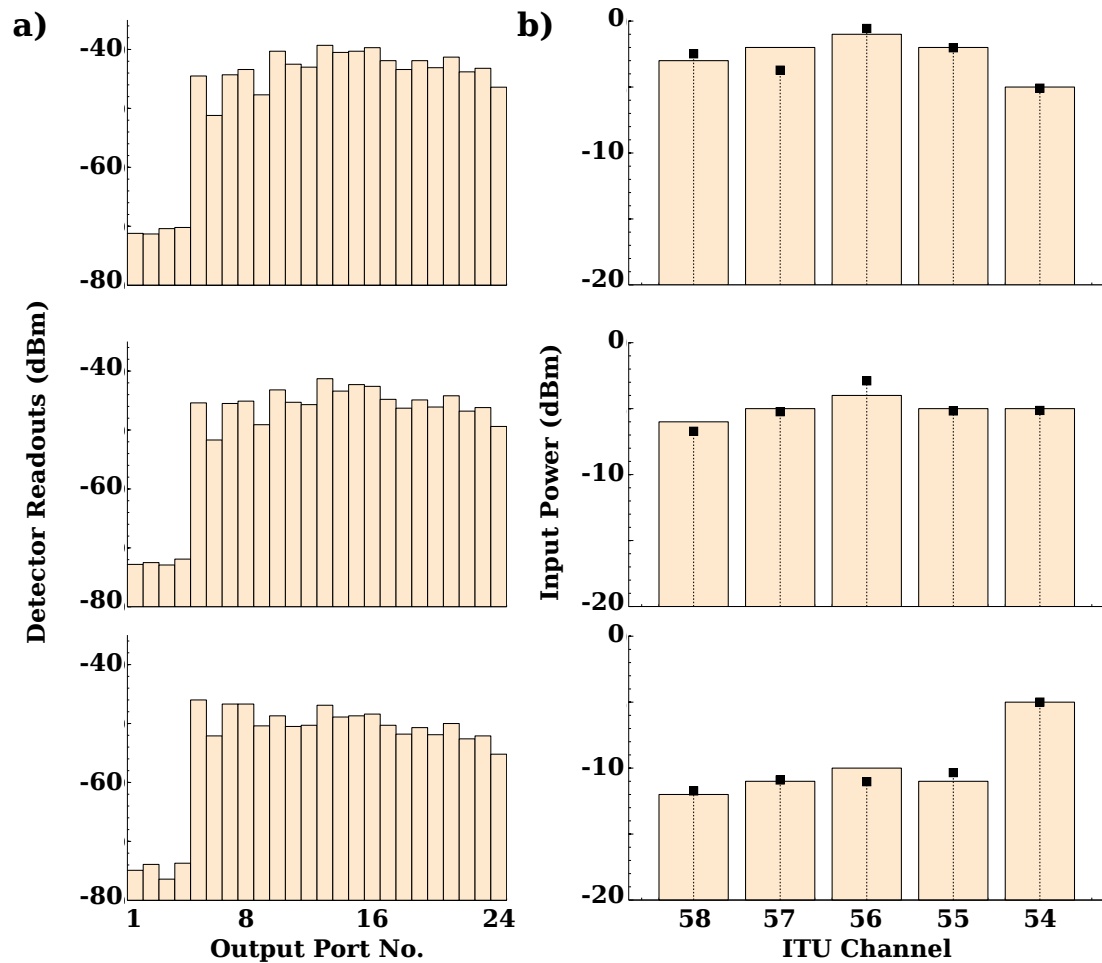 a)
b)
-40
-60
-80
-40
-60
-80
-40
-60
-80
1 8 16 24
Output Port No.
Detector Readouts (dBm)
0
-10
-20
0
-10
-20
0
-10
-20
58 57 56 55 54
ITU Channel
Input Power (dBm)